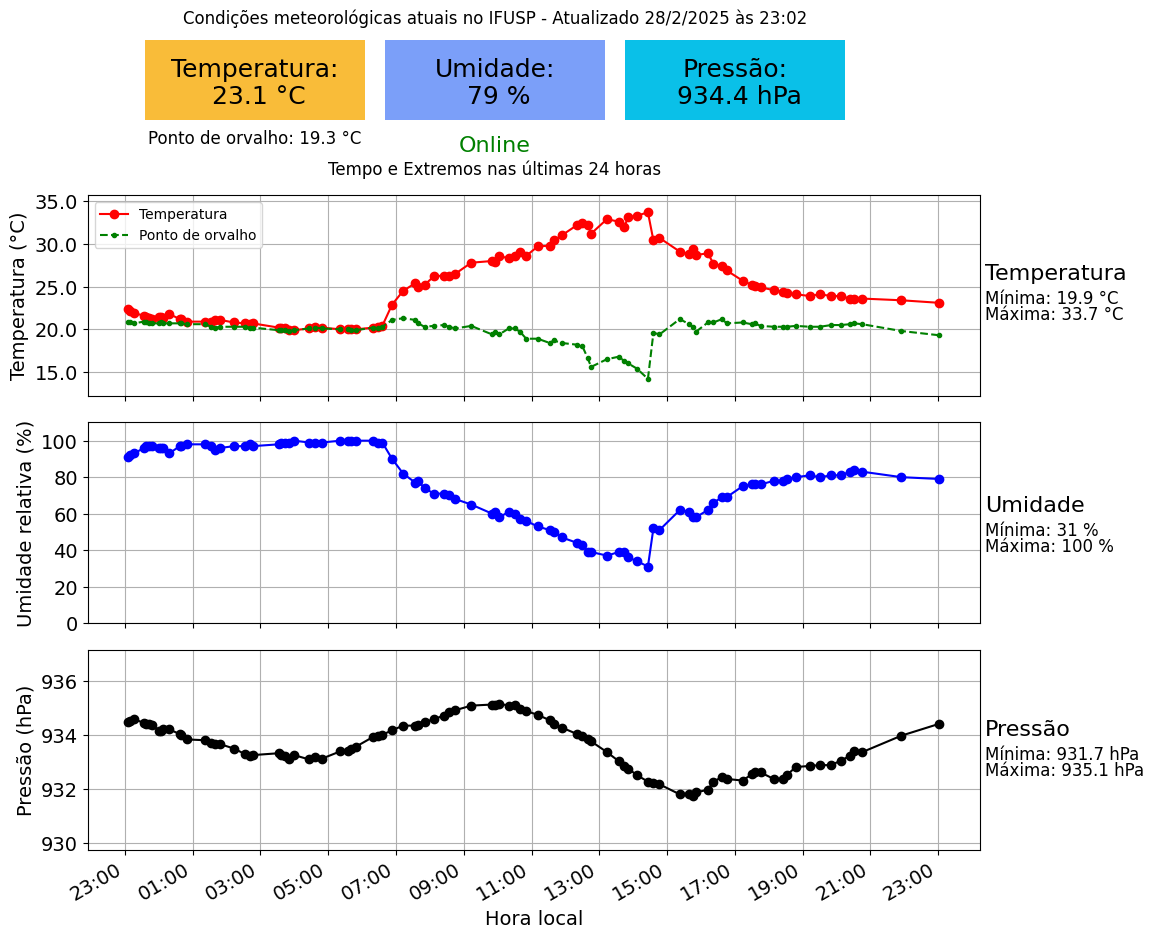 Condições meteorológicas atuais no IFUSP - Atualizado 28/2/2025 às 23:02
Temperatura:
23.1 °C
Umidade:
79 %
Pressão:
934.4 hPa
Ponto de orvalho: 19.3 °C
Online
Tempo e Extremos nas últimas 24 horas
Temperatura (°C)
35.0
30.0
25.0
20.0
15.0
Temperatura
Ponto de orvalho
Temperatura
Mínima: 19.9 °C
Máxima: 33.7 °C
Umidade relativa (%)
100
80
60
40
20
0
Umidade
Mínima: 31 %
Máxima: 100 %
Pressão (hPa)
936
934
932
930
Pressão
Mínima: 931.7 hPa
Máxima: 935.1 hPa
23:00 01:00 03:00 05:00 07:00 09:00 11:00 13:00 15:00 17:00 19:00 21:00 23:00
Hora local